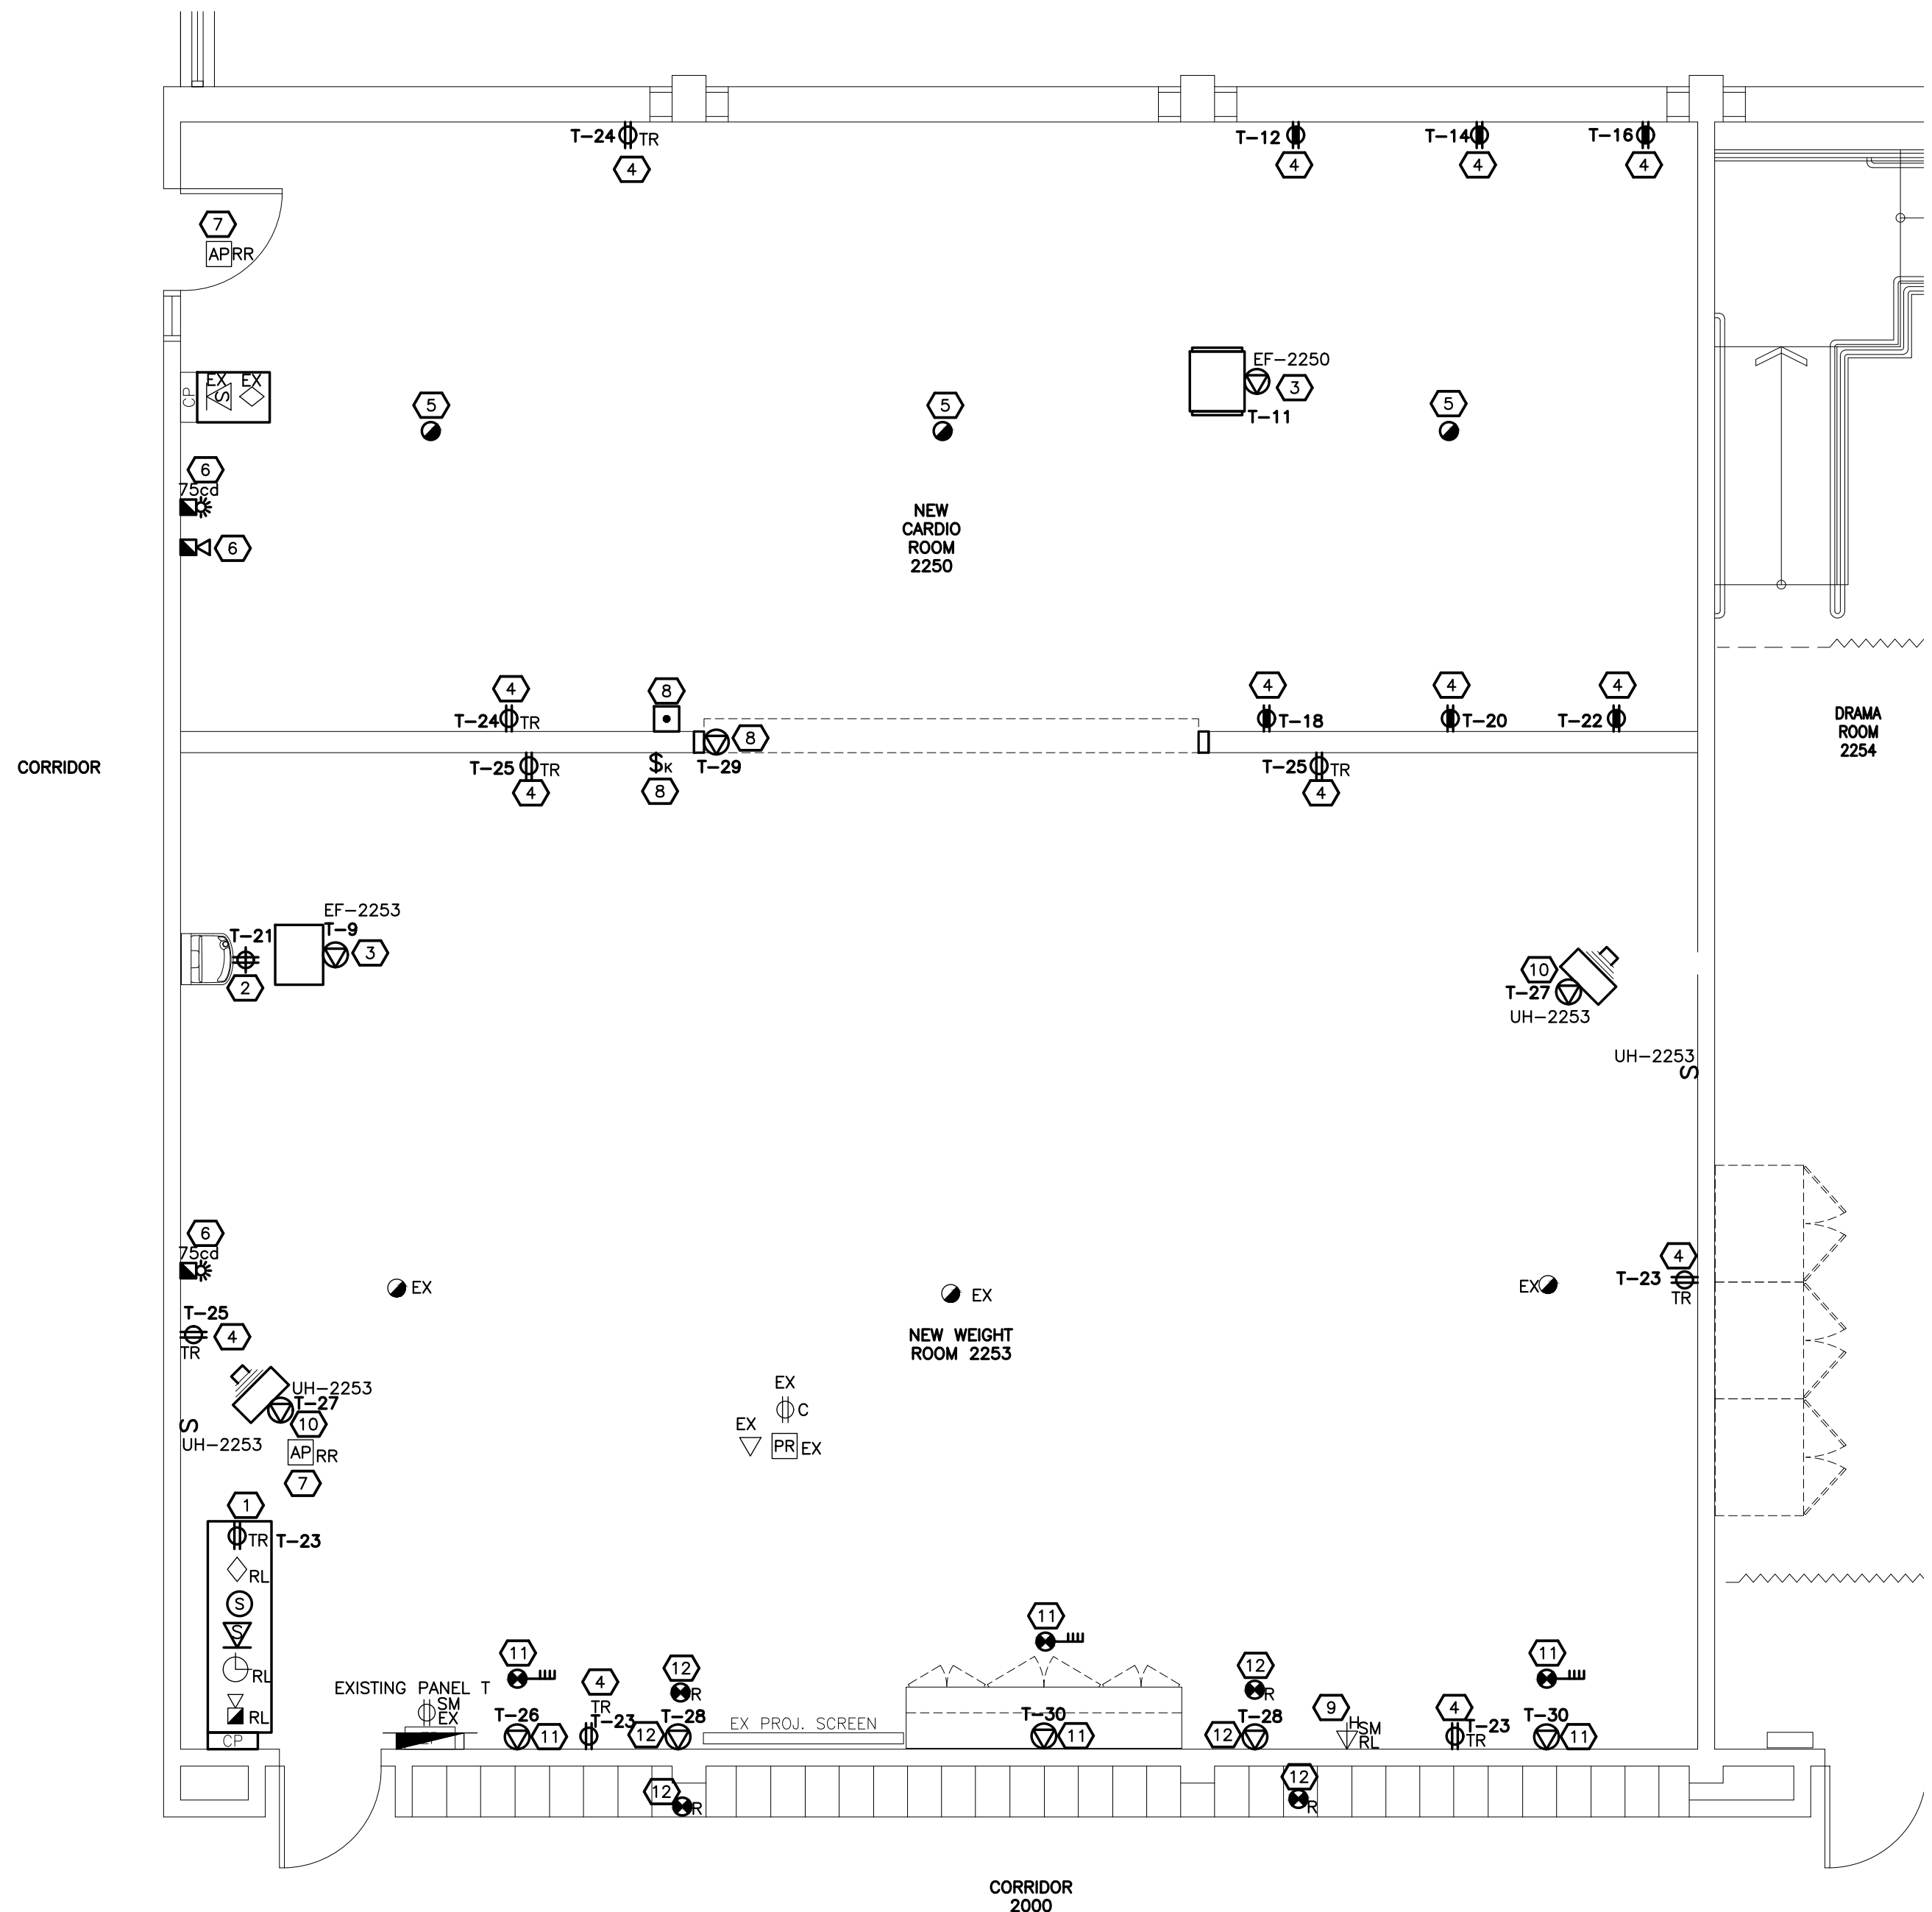 T-24
TR
4
T-12
4
T-14
4
T-16
4
7
AP
RR
EX EX
S
CP
5
5
5
EF-2250
3
T-11
6
75cd
6
NEW
CARDIO
ROOM
2250
4
T-24
TR
8
8
T-29
$K
8
T-25
TR
4
4
T-18
4
T-20
4
T-22
T-25
TR
4
CORRIDOR
DRAMA
ROOM
2254
EF-2253
T-9
3
T-21
2
10
T-27
UH-2253
UH-2253
S
6
75cd
EX
EX
EX
4
T-23
TR
T-25
4
TR
NEW WEIGHT
ROOM 2253
UH-2253
T-27
10
S
UH-2253
AP
RR
7
EX
C
EX
PR
EX
1
TR
T-23
RL
S
S
RL
RL
CP
EXISTING PANEL T
SM
EX
11
T-26
11
4
TR
T-23
12
R
T-28
12
12
R
EX PROJ. SCREEN
11
T-30
11
12
R
T-28
12
12
R
9
H
SM
RL
4
T-23
TR
11
T-30
11
CORRIDOR
2000